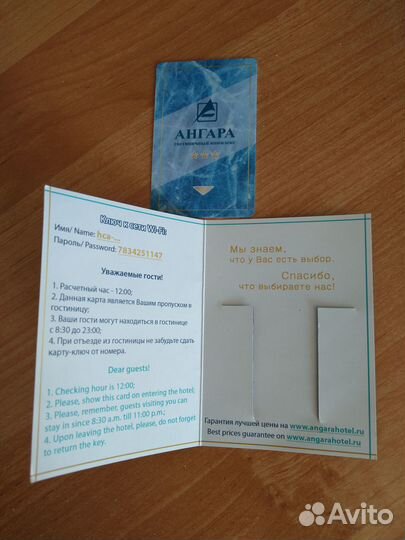 АНГАРА
ГОСТИНИЧНЫЙ КОМПЛЕКС
Ключ к сети Wi-Fi:
Имя/ Name: hca-...
Пароль/ Password: 7834251147
Уважаемые гости!
1. Расчетный час - 12:00;
2. Данная карта является Вашим пропуском в
гостиницу;
3. Ваши гости могут находиться в гостинице
с 8:30 до 23:00;
4. При отъезде из гостиницы не забудьте сдать
карту-ключ от номера.
Dear guests!
1. Checking hour is 12:00;
2. Please, show this card on entering the hotel;
3. Please, remember, guests visiting you can
stay in since 8:30 a.m. till 11:00 p.m.;
4. Upon leaving the hotel, please, do not forget
to return the key.
Мы знаем,
что у Вас есть выбор.
Спасибо,
что выбираете нас!
Гарантия лучшей цены на www.angarahotel.ru
Best prices guarantee on www.angarahotel.ru
Avito